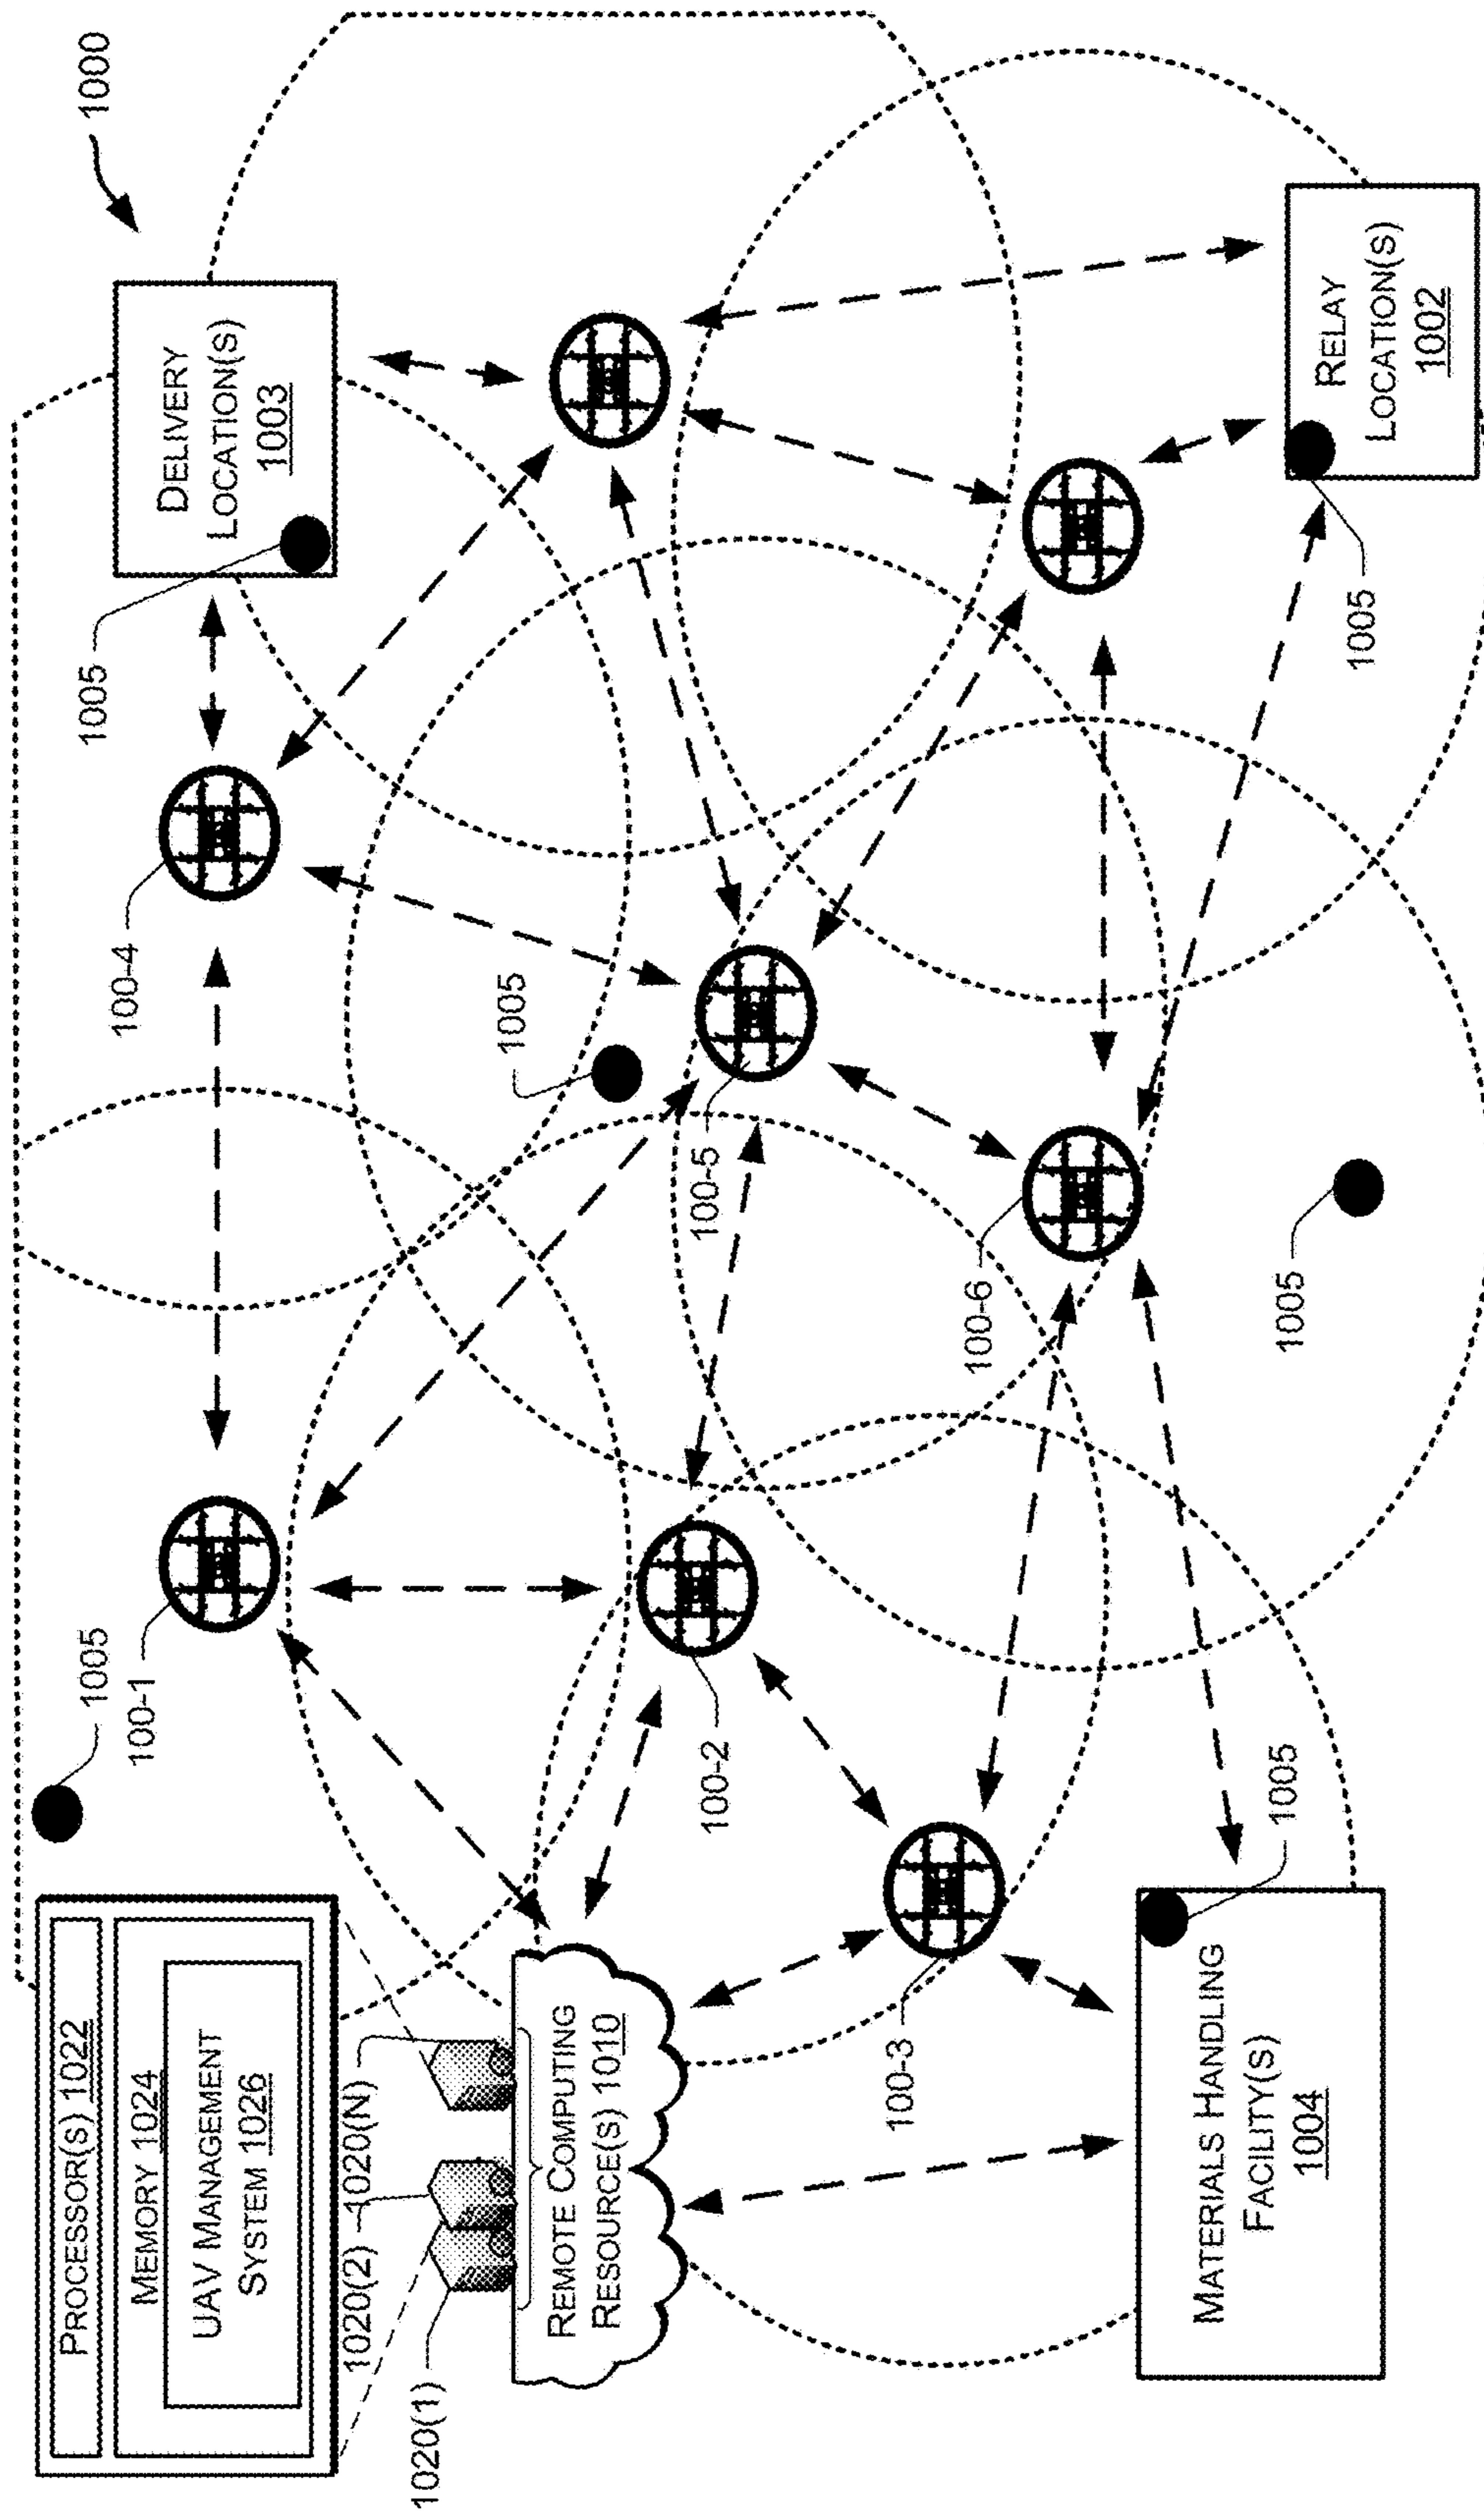 1000
PROCESSOR(S) 1022
MEMORY 1024
UAV MANAGEMENT
SYSTEM 1026
1005
100-1
100-4
1005
DELIVERY
LOCATION(S)
1003
1020(2)
1020(N)
1020(1)
REMOTE COMPUTING
RESOURCE(S) 1010
1005
100-2
100-5
100-3
100-6
MATERIALS HANDLING
FACILITY(S)
1004
1005
1005
1005
RELAY
LOCATION(S)
1002